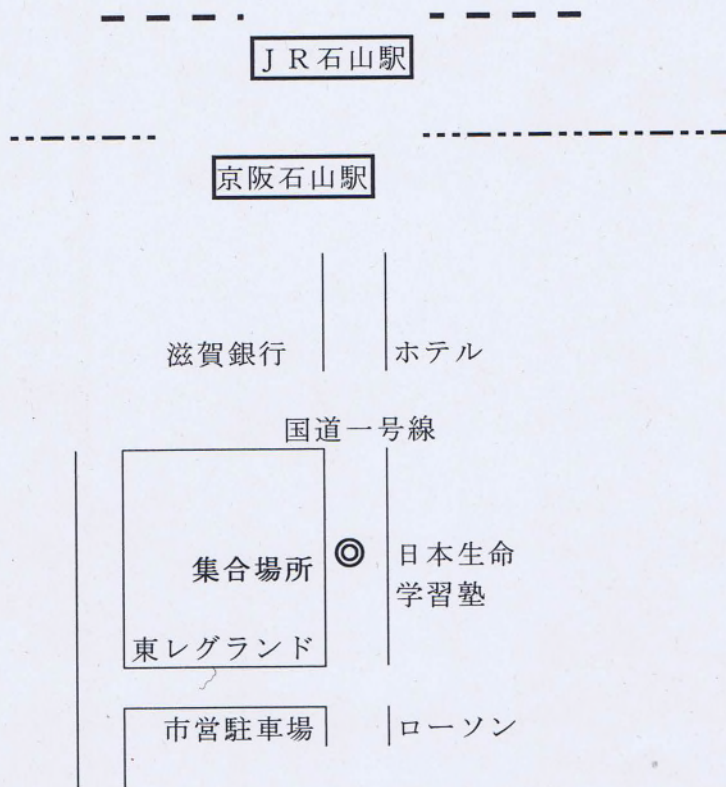 ＪＲ石山駅
京阪石山駅
滋賀銀行
ホテル
国道一号線
集合場所
◎
日本生命
学習塾
東レグランド
市営駐車場
ローソン